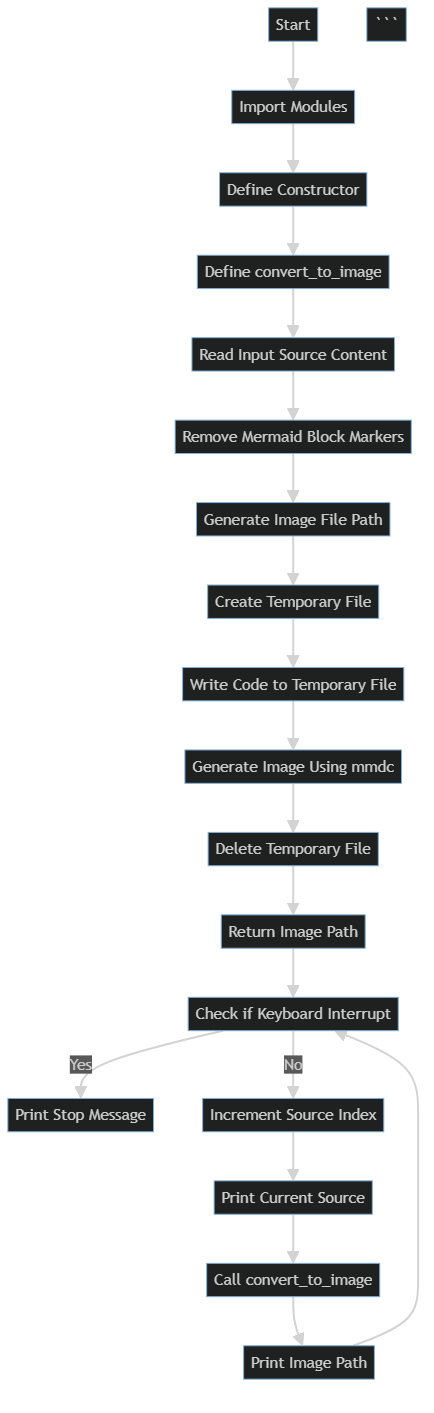 Start
```
Import Modules
Define Constructor
Define convert_to_image
Read Input Source Content
Remove Mermaid Block Markers
Generate Image File Path
Create Temporary File
Write Code to Temporary File
Generate Image Using mmdc
Delete Temporary File
Return Image Path
Check if Keyboard Interrupt
Yes
No
Print Stop Message
Increment Source Index
Print Current Source
Call convert_to_image
Print Image Path